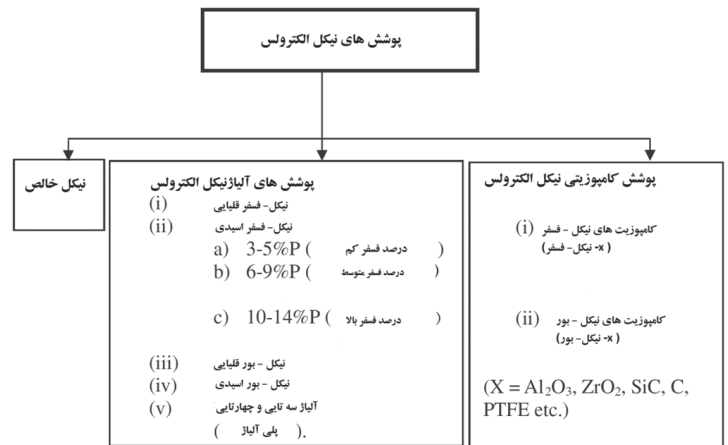 پوشش های نیکل الکترولس
نیکل خالص
پوشش های آلیاژنیکل الکترولس
(i) نیکل- فسفر قلیایی
(ii) نیکل- فسفر اسیدی
a) 3-5%P ( درصد فسفر کم )
b) 6-9%P ( درصد فسفر متوسط )
c) 10-14%P ( درصد فسفر بالا )
(iii) نیکل - بور قلیایی
(iv) نیکل - بور اسیدی
(v) آلیاژ سه تایی و چهارتایی
( پلی آلیاژ ).
پوشش کامپوزیتی نیکل الکترولس
(i) کامپوزیت های نیکل - فسفر
( x- نیکل- فسفر)
(ii) کامپوزیت های نیکل - بور
( x- نیکل- بور)
(X = Al₂O₃, ZrO₂, SiC, C,
PTFE etc.)